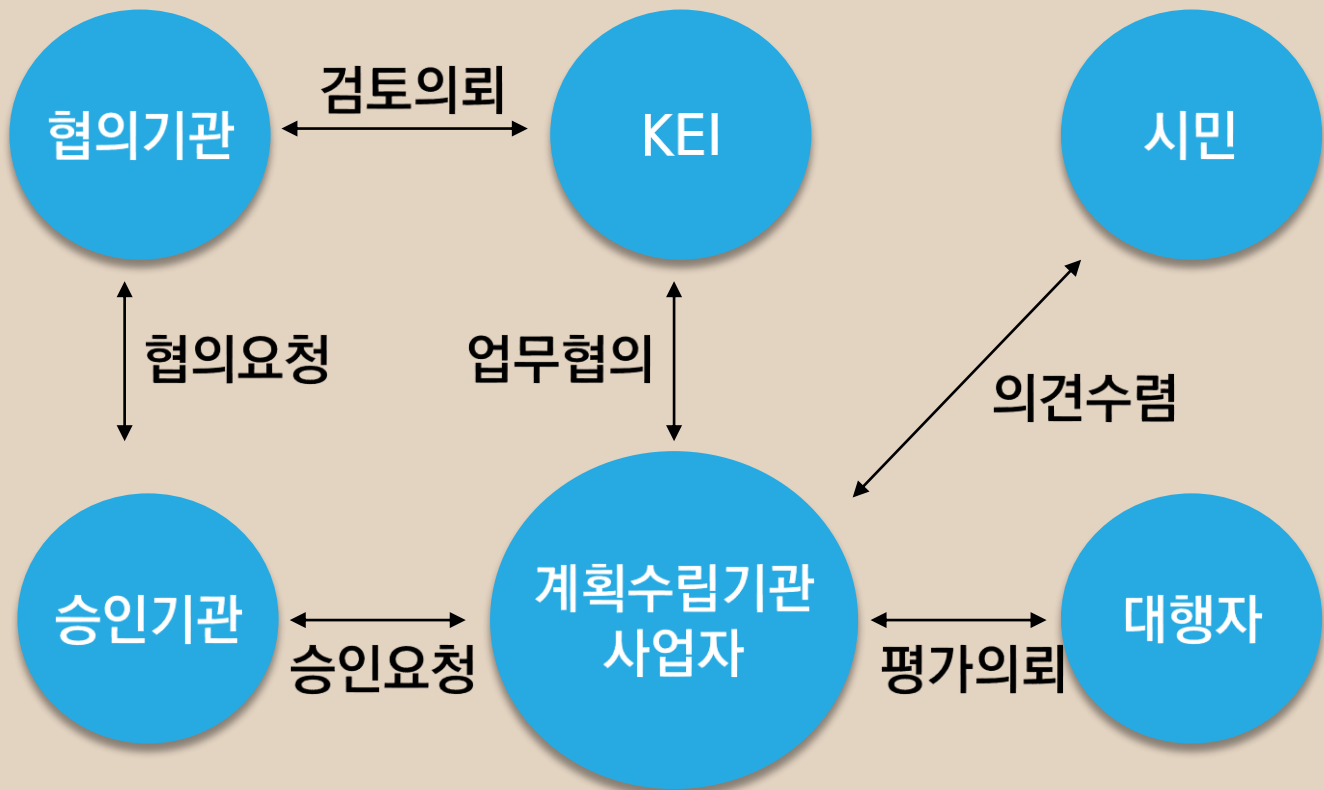 협의기관
검토의뢰
KEI
시민
협의요청
업무협의
의견수렴
승인기관
승인요청
계획수립기관
사업자
평가의뢰
대행자